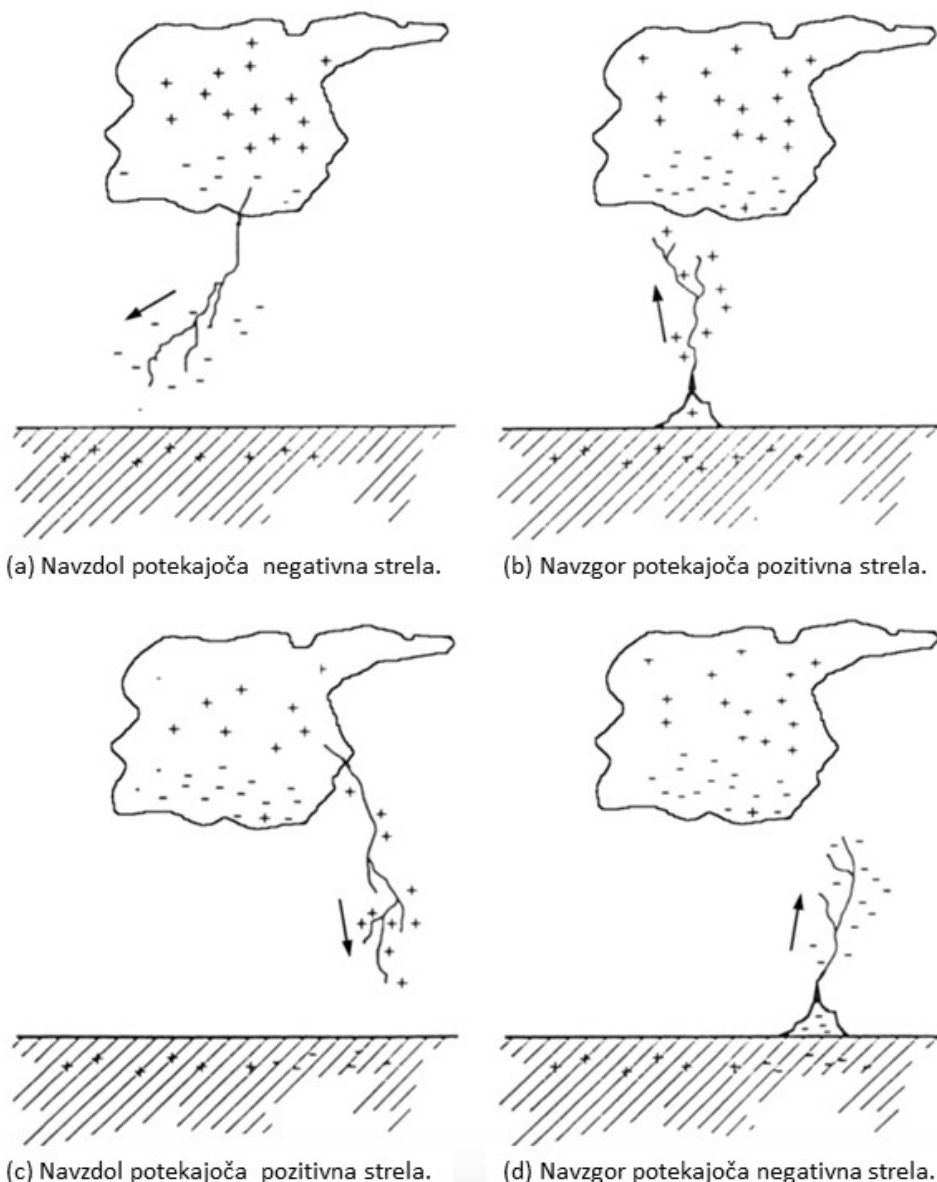 (a) Navzdol potekajoča negativna strela.
(b) Navzgor potekajoča pozitivna strela.
(c) Navzdol potekajoča pozitivna strela.
(d) Navzgor potekajoča negativna strela.